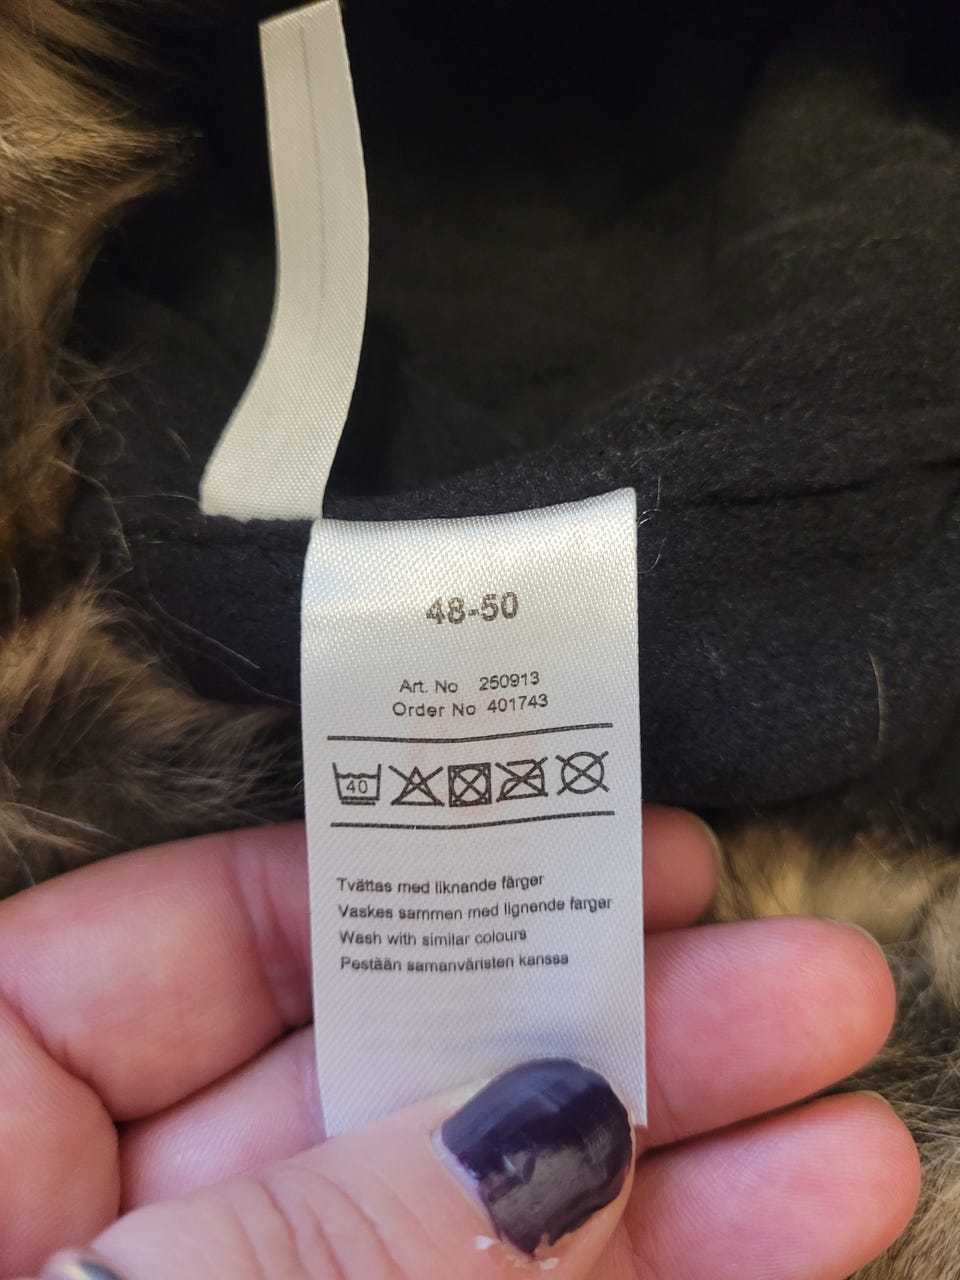 48-50
Art. No 250913
Order No 401743
40
Tvättas med liknande färger
Vaskes sammen med lignende farger
Wash with similar colours
Pestään samanväristen kanssa